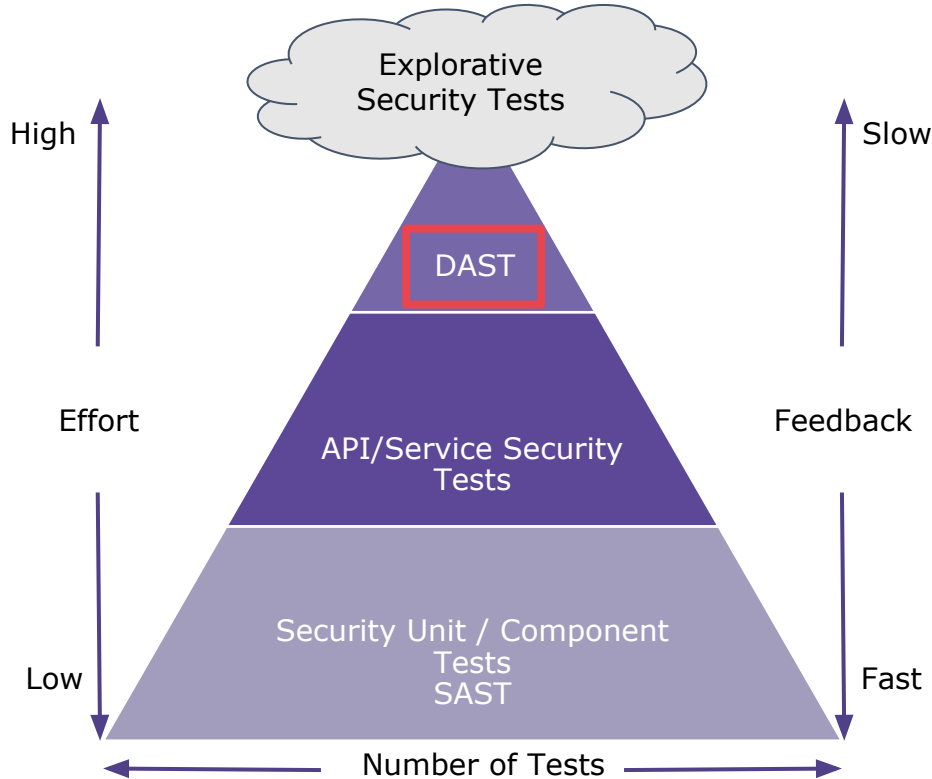 Explorative
Security Tests
High
Slow
DAST
Effort
Feedback
API/Service Security
Tests
Security Unit / Component
Tests
SAST
Low
Fast
Number of Tests